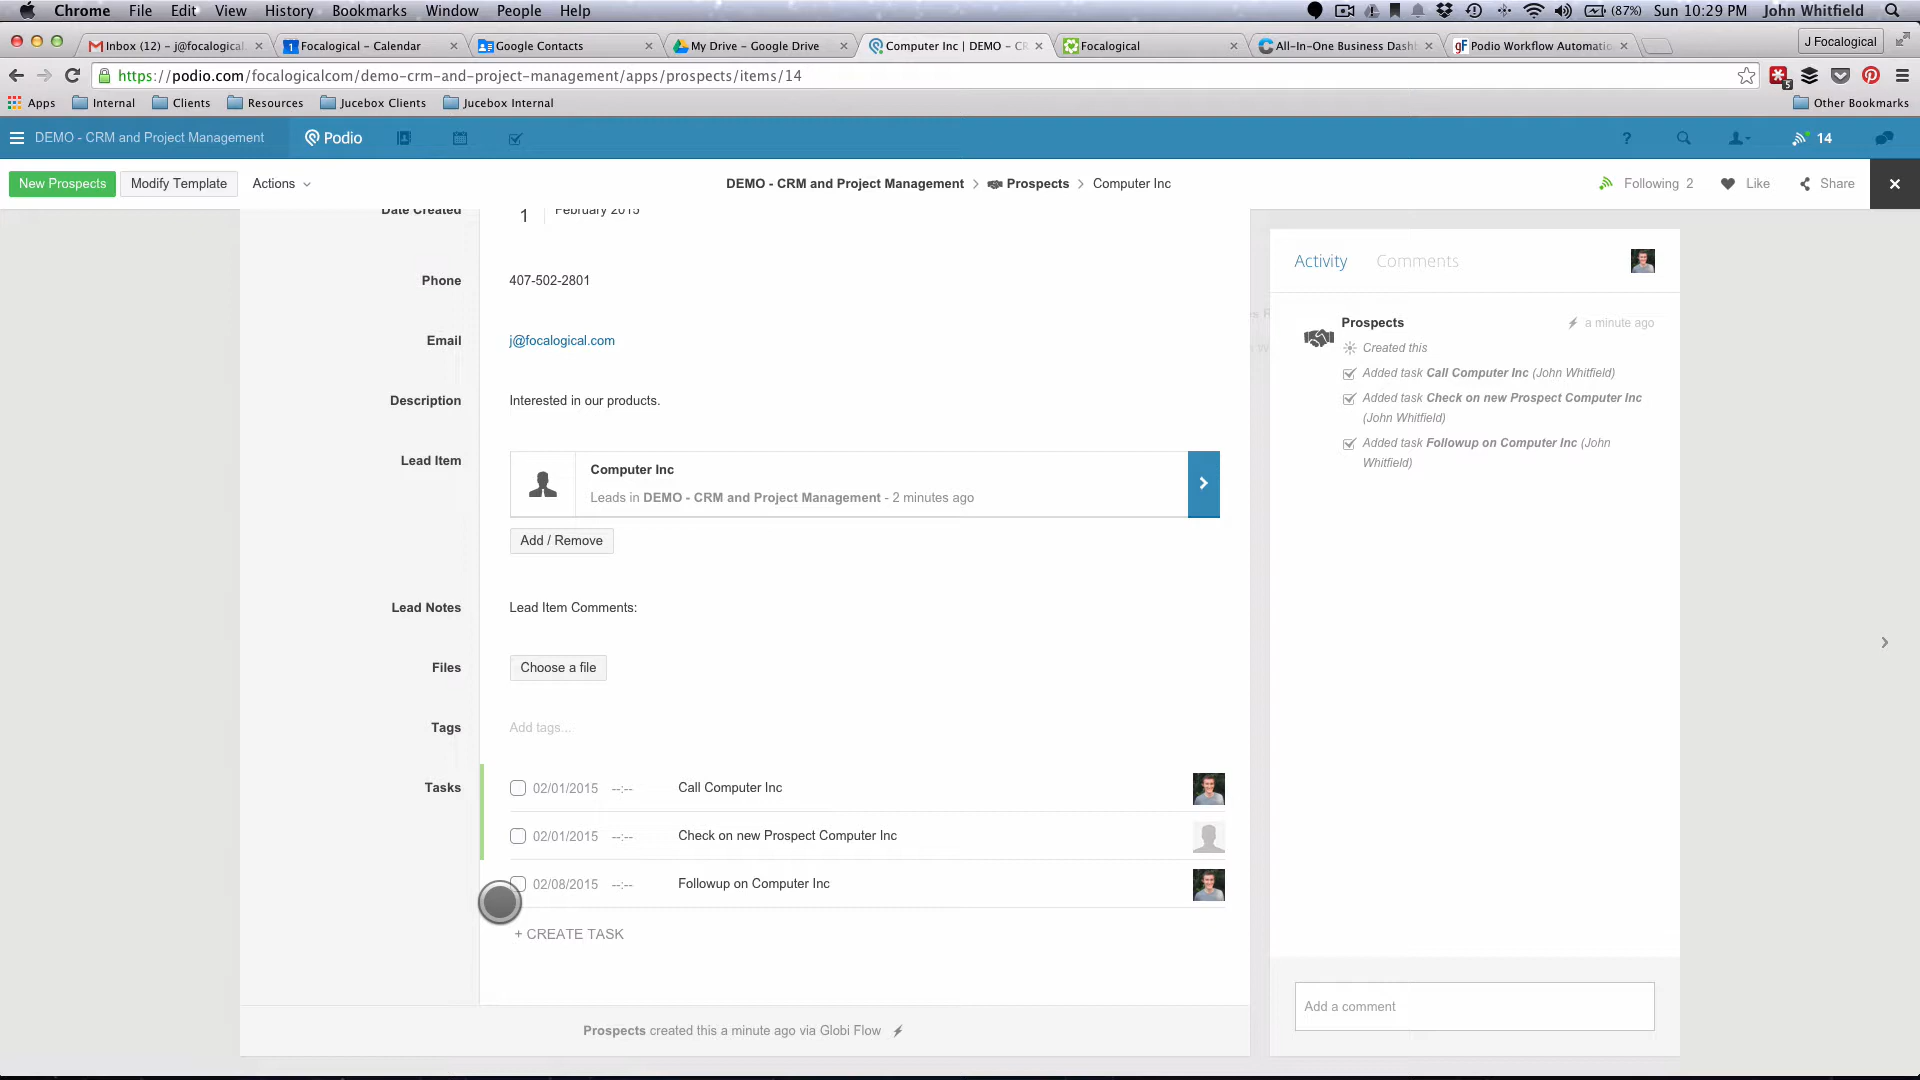 Chrome File Edit View History Bookmarks Window People Help (87%) Sun 10:29 PM John Whitfield
Inbox (12) – j@focalogical. Focalogical – Calendar Google Contacts My Drive – Google Drive Computer Inc | DEMO – CR Focalogical All-In-One Business Dash Podio Workflow Automatic J Focalogical
https://podio.com/focalogicalcom/demo-crm-and-project-management/apps/prospects/items/14 5
Apps Internal Clients Resources Jucebox Clients Jucebox Internal Other Bookmarks
DEMO - CRM and Project Management Podio ? 14
New Prospects Modify Template Actions DEMO - CRM and Project Management > Prospects > Computer Inc Following 2 Like Share
Date Created 1 February 2015
Phone 407-502-2801
Email j@focalogical.com
Description Interested in our products.
Lead Item Computer Inc
Leads in DEMO - CRM and Project Management - 2 minutes ago
Add / Remove
Lead Notes Lead Item Comments:
Files Choose a file
Tags Add tags...
Tasks 02/01/2015 --:-- Call Computer Inc
02/01/2015 --:-- Check on new Prospect Computer Inc
02/08/2015 --:-- Followup on Computer Inc
+ CREATE TASK
Prospects created this a minute ago via Globi Flow
Activity Comments
Prospects a minute ago
Created this
Added task Call Computer Inc (John Whitfield)
Added task Check on new Prospect Computer Inc
(John Whitfield)
Added task Followup on Computer Inc (John
Whitfield)
Add a comment